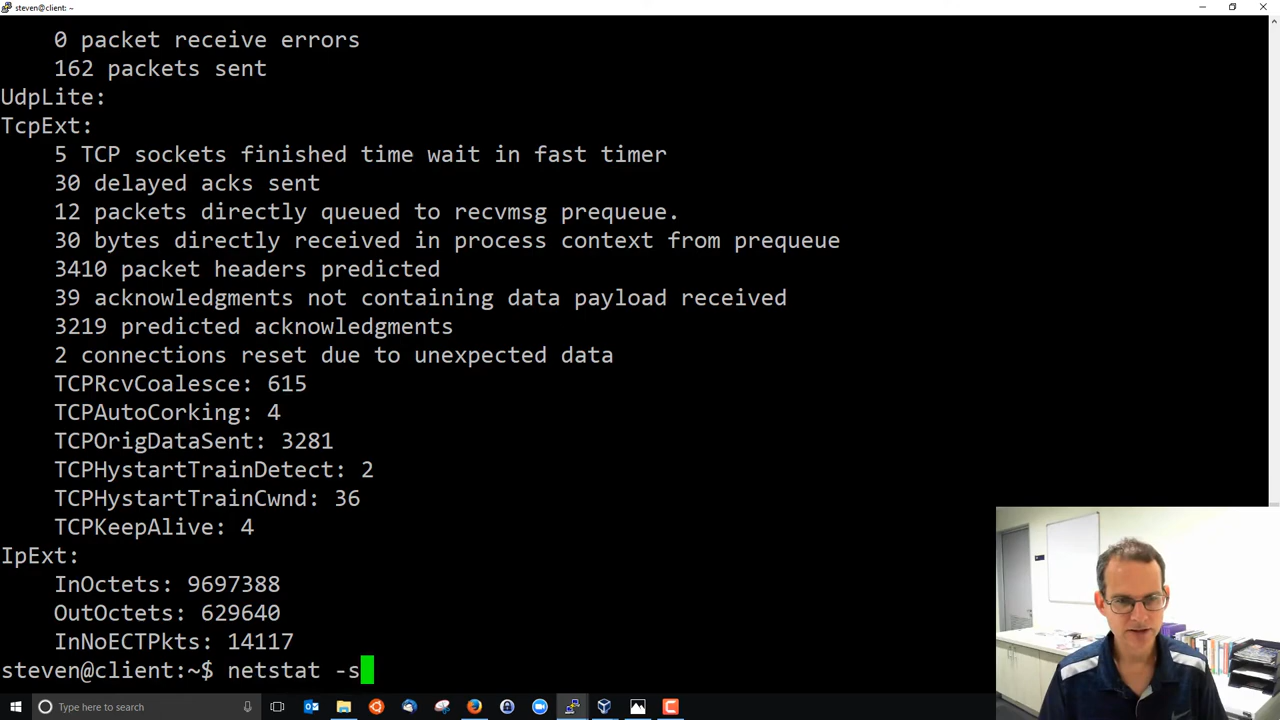 steven@client: ~
0 packet receive errors
162 packets sent
UdpLite:
TcpExt:
5 TCP sockets finished time wait in fast timer
30 delayed acks sent
12 packets directly queued to recvmsg prequeue.
30 bytes directly received in process context from prequeue
3410 packet headers predicted
39 acknowledgments not containing data payload received
3219 predicted acknowledgments
2 connections reset due to unexpected data
TCPRcvCoalesce: 615
TCPAutoCorking: 4
TCPOrigDataSent: 3281
TCPHystartTrainDetect: 2
TCPHystartTrainCwnd: 36
TCPKeepAlive: 4
IpExt:
InOctets: 9697388
OutOctets: 629640
InNoECTPkts: 14117
steven@client:~$ netstat -s
Type here to search